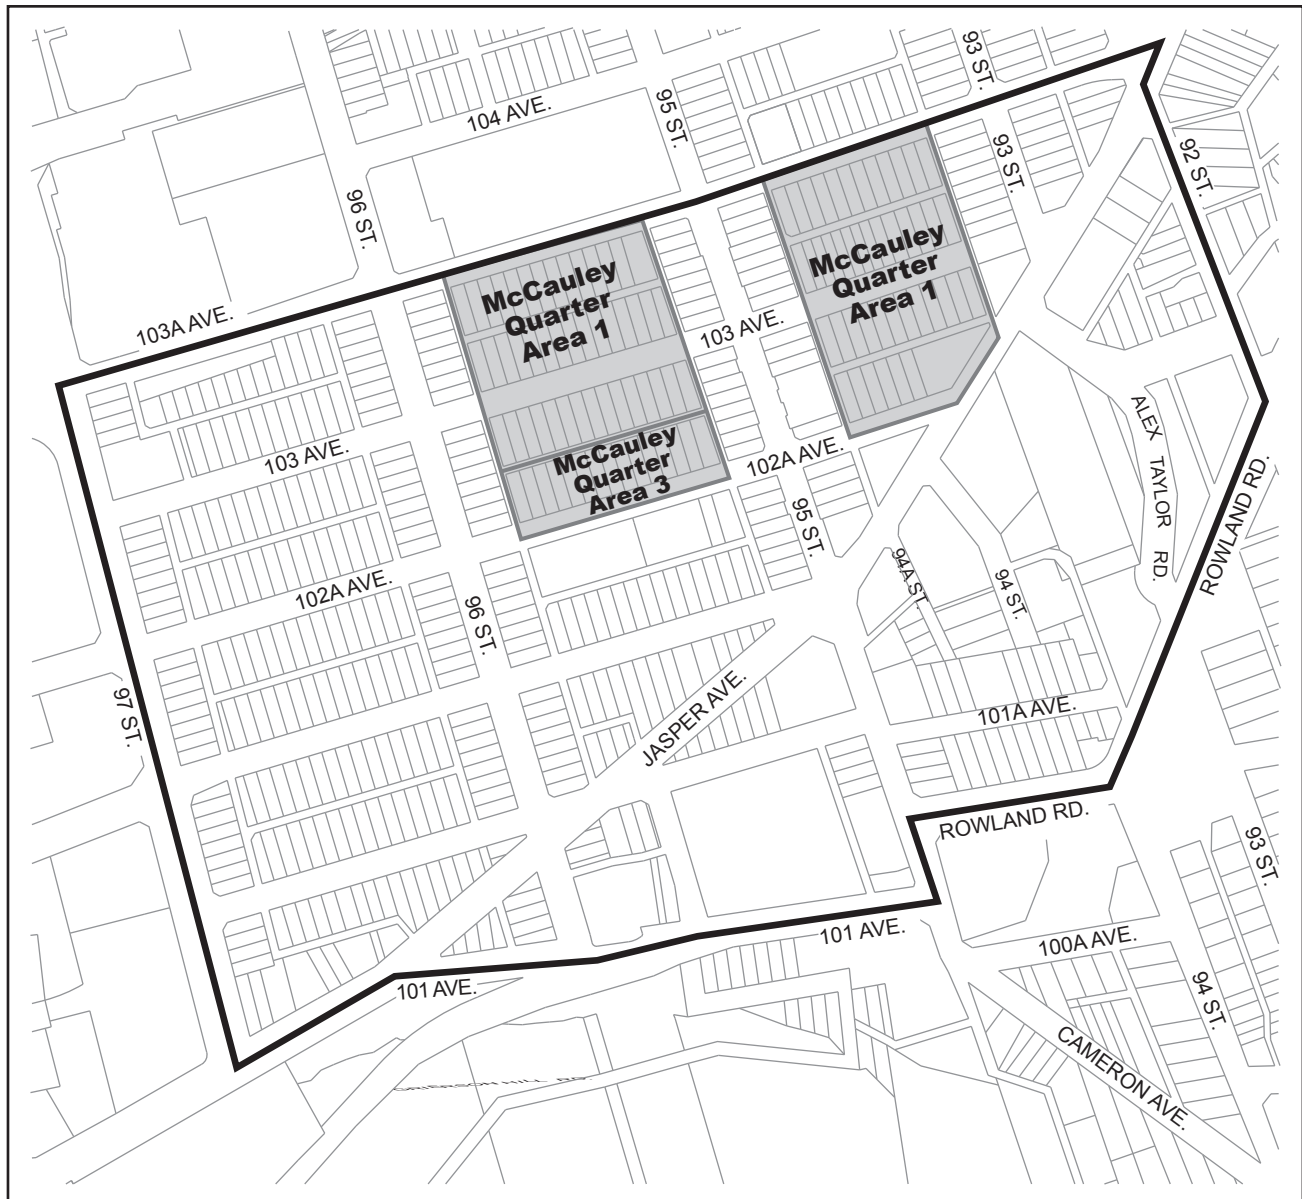 93 ST.
95 ST.
104 AVE.
93 ST.
92 ST.
96 ST.
McCauley
Quarter
Area 1
McCauley
Quarter
Area 1
103A AVE.
103 AVE.
ALEX TAYLOR RD.
McCauley
Quarter
Area 3
103 AVE.
102A AVE.
ROWLAND RD.
95 ST.
94A ST.
94 ST.
102A AVE.
96 ST.
97 ST.
JASPER AVE.
101A AVE.
ROWLAND RD.
93 ST.
101 AVE.
100A AVE.
101 AVE.
94 ST.
CAMERON AVE.
GRIERSON HILL RD.